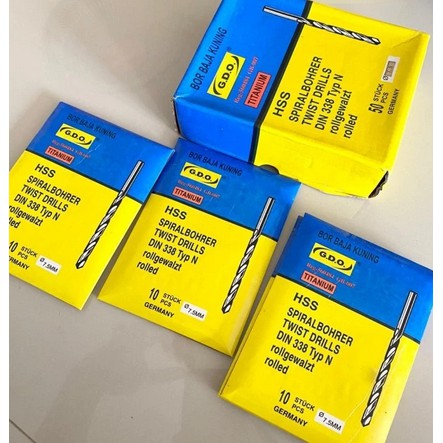 BOR BAJA KUNING
G.D.O
TITANIUM
HSS
SPIRALBOHRER
TWIST DRILLS
DIN 338 Typ N
rollgewalzt
rolled
50 STÜCK
PCS
GERMANY
BOR BAJA KUNING
G.D.O
TITANIUM
HSS
SPIRALBOHRER
TWIST DRILLS
DIN 338 Typ N
rollgewalzt
rolled
10 STÜCK
PCS
GERMANY
Ø 7.5MM
BOR BAJA KUNING
G.D.O
TITANIUM
HSS
SPIRALBOHRER
TWIST DRILLS
DIN 338 Typ N
rollgewalzt
rolled
10 STÜCK
PCS
GERMANY
Ø 7.5MM
BOR BAJA KUNING
G.D.O
TITANIUM
HSS
SPIRALBOHRER
TWIST DRILLS
DIN 338 Typ N
rollgewalzt
rolled
10 STÜCK
PCS
GERMANY
Ø 7.5MM